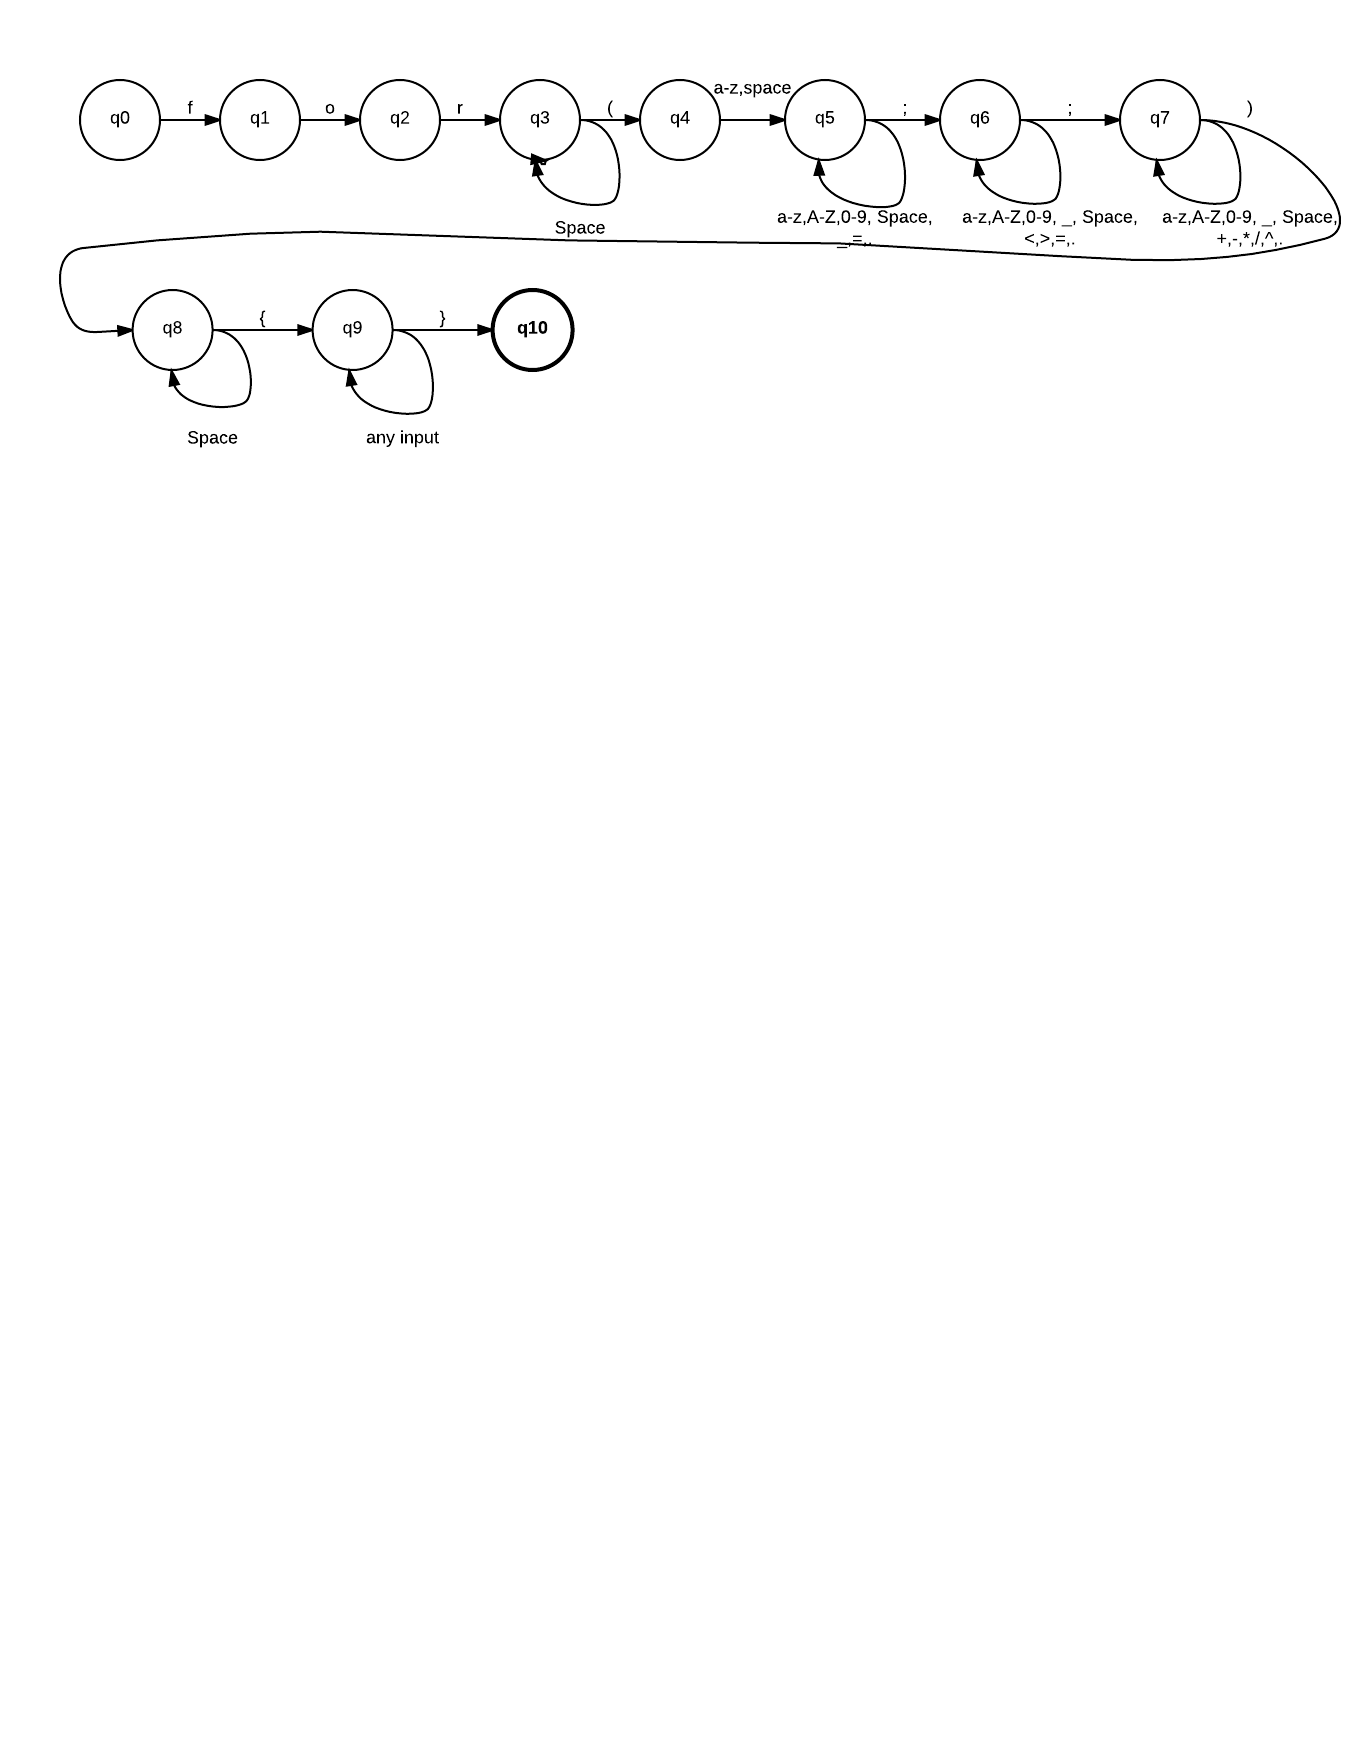 a-z,space
f
o
r
(
;
;
)
q0
q1
q2
q3
q4
q5
q6
q7
a-z,A-Z,0-9, Space,
_,=,.
a-z,A-Z,0-9, _, Space,
<,>,=,.
a-z,A-Z,0-9, _, Space,
+,-,*,/,^,.
Space
{
}
q8
q9
q10
Space
any input